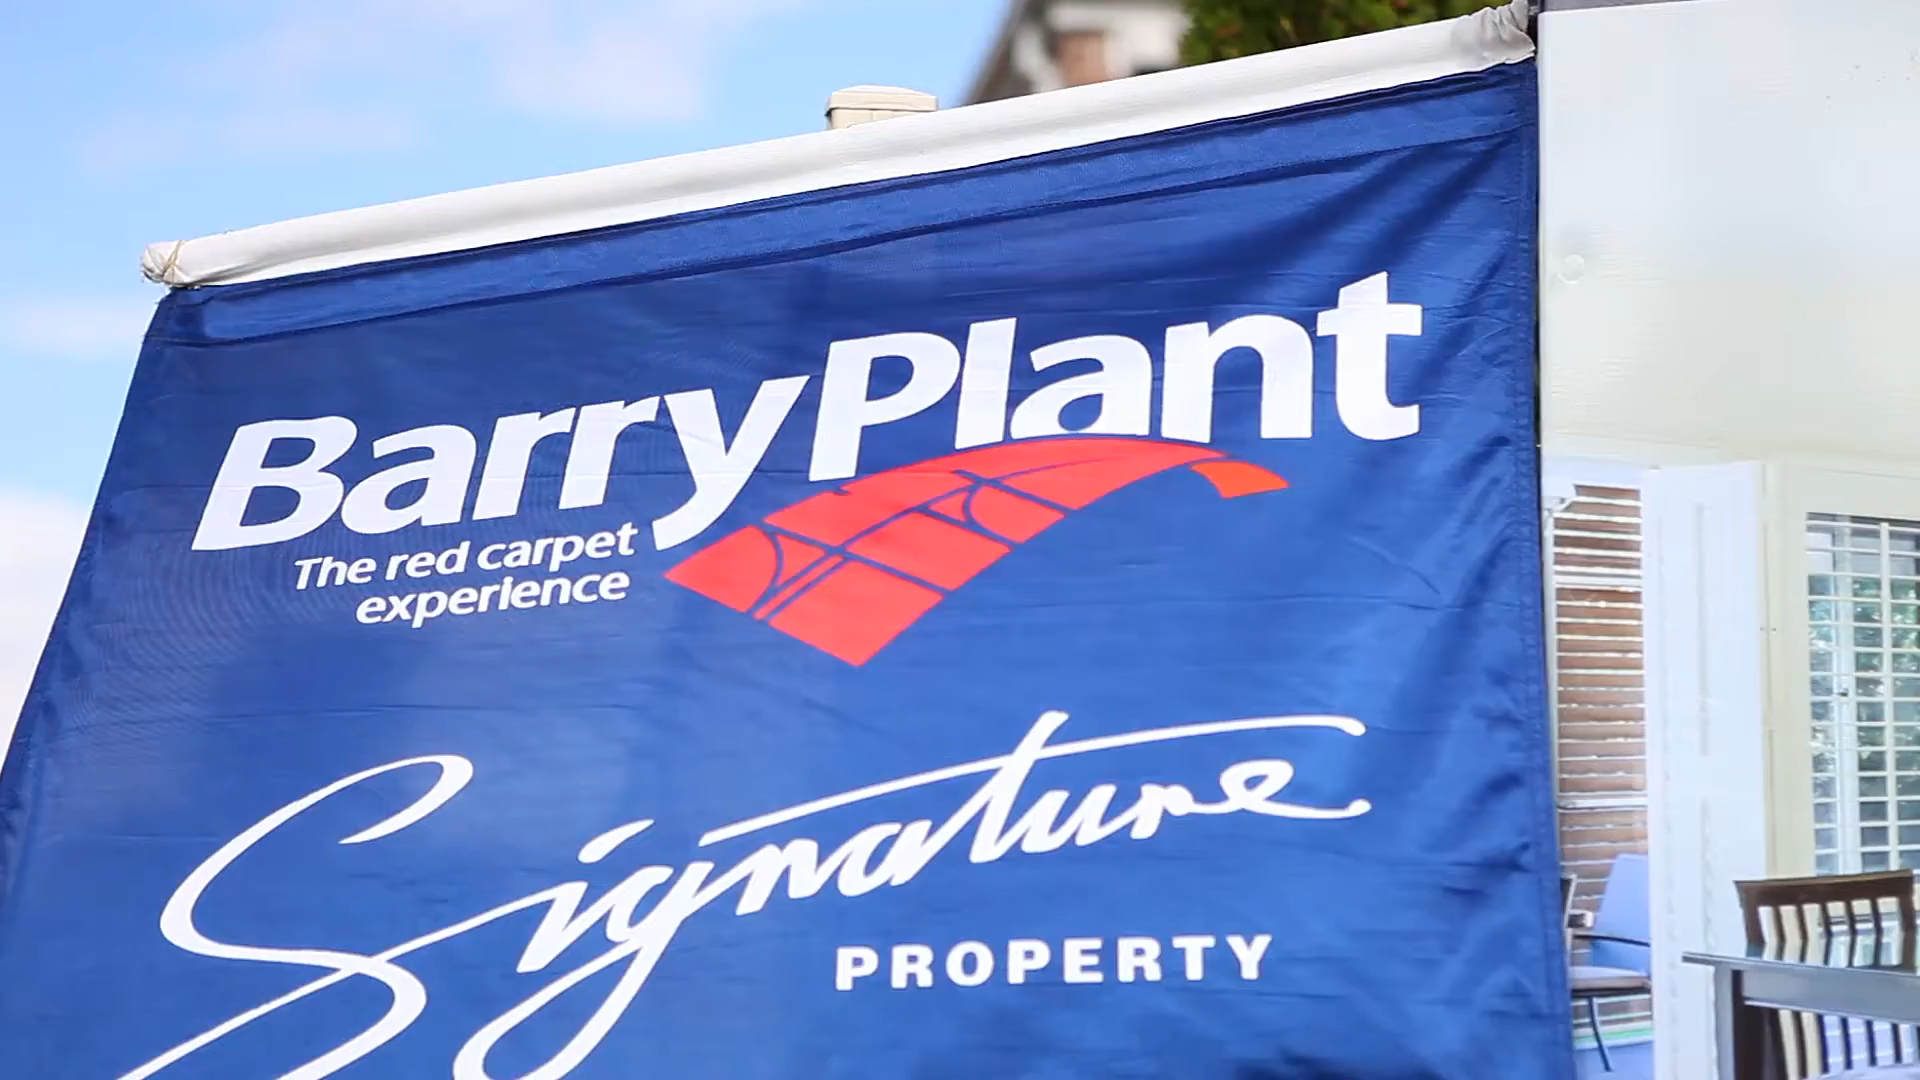 BarryPlant
The red carpet
experience
Signature
PROPERTY